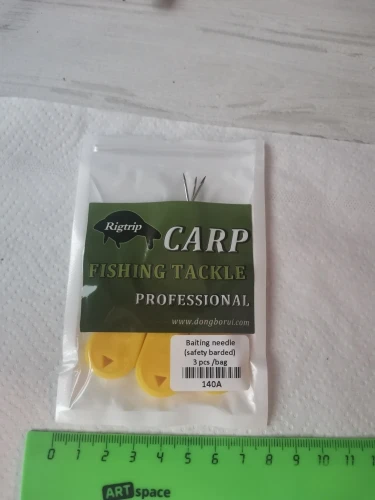 Rigtrip
CARP
FISHING TACKLE
PROFESSIONAL
www.dongborui.com
Baiting needle
(safety barded)
3 pcs /bag
140A
0 1 2 3 4 5 6 7 8 9 10 11 1
ARTspace